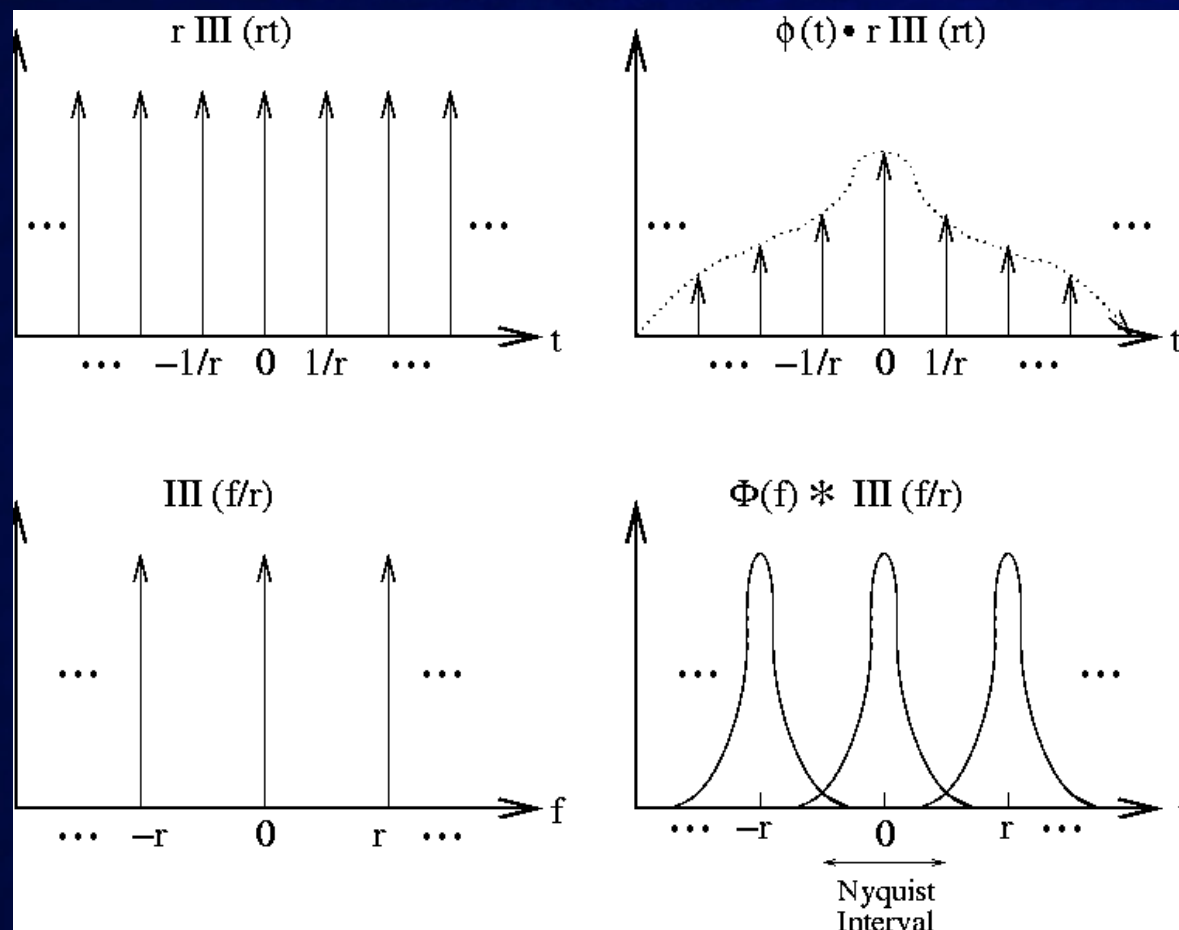 r III (rt)
ϕ(t) • r III (rt)
•••
•••
•••
•••
t
t
••• −1/r 0 1/r •••
••• −1/r 0 1/r •••
III (f/r)
Φ(f) * III (f/r)
•••
•••
•••
•••
f
••• −r 0 r •••
••• −r 0 r •••
Nyquist
Interval